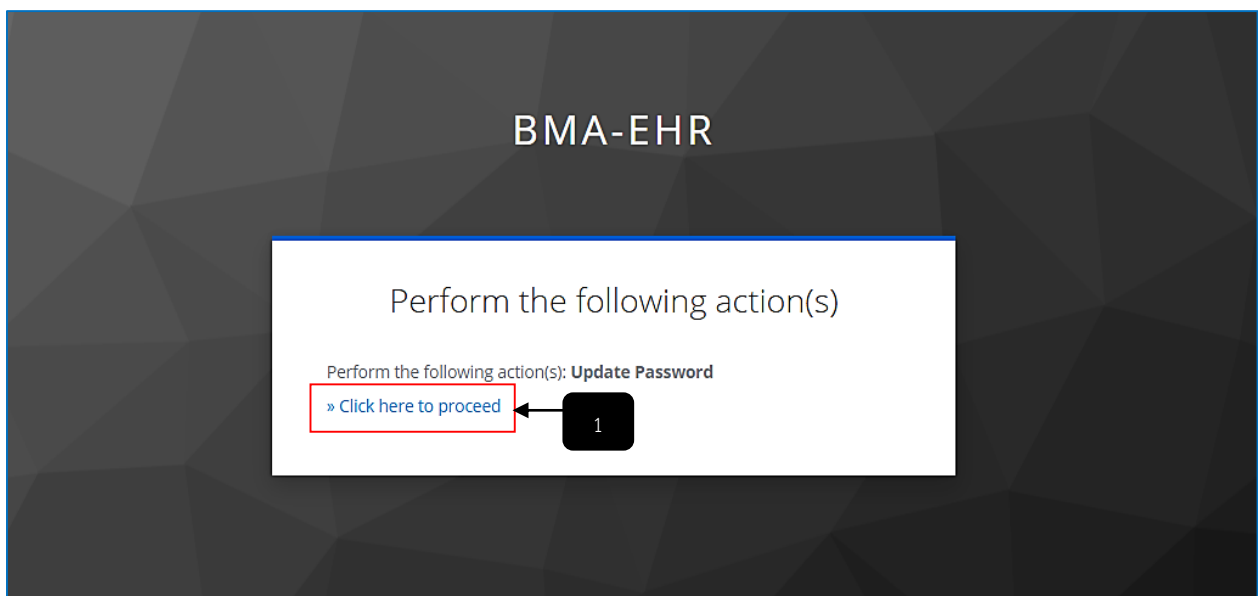 BMA-EHR
Perform the following action(s)
Perform the following action(s): Update Password
» Click here to proceed
1